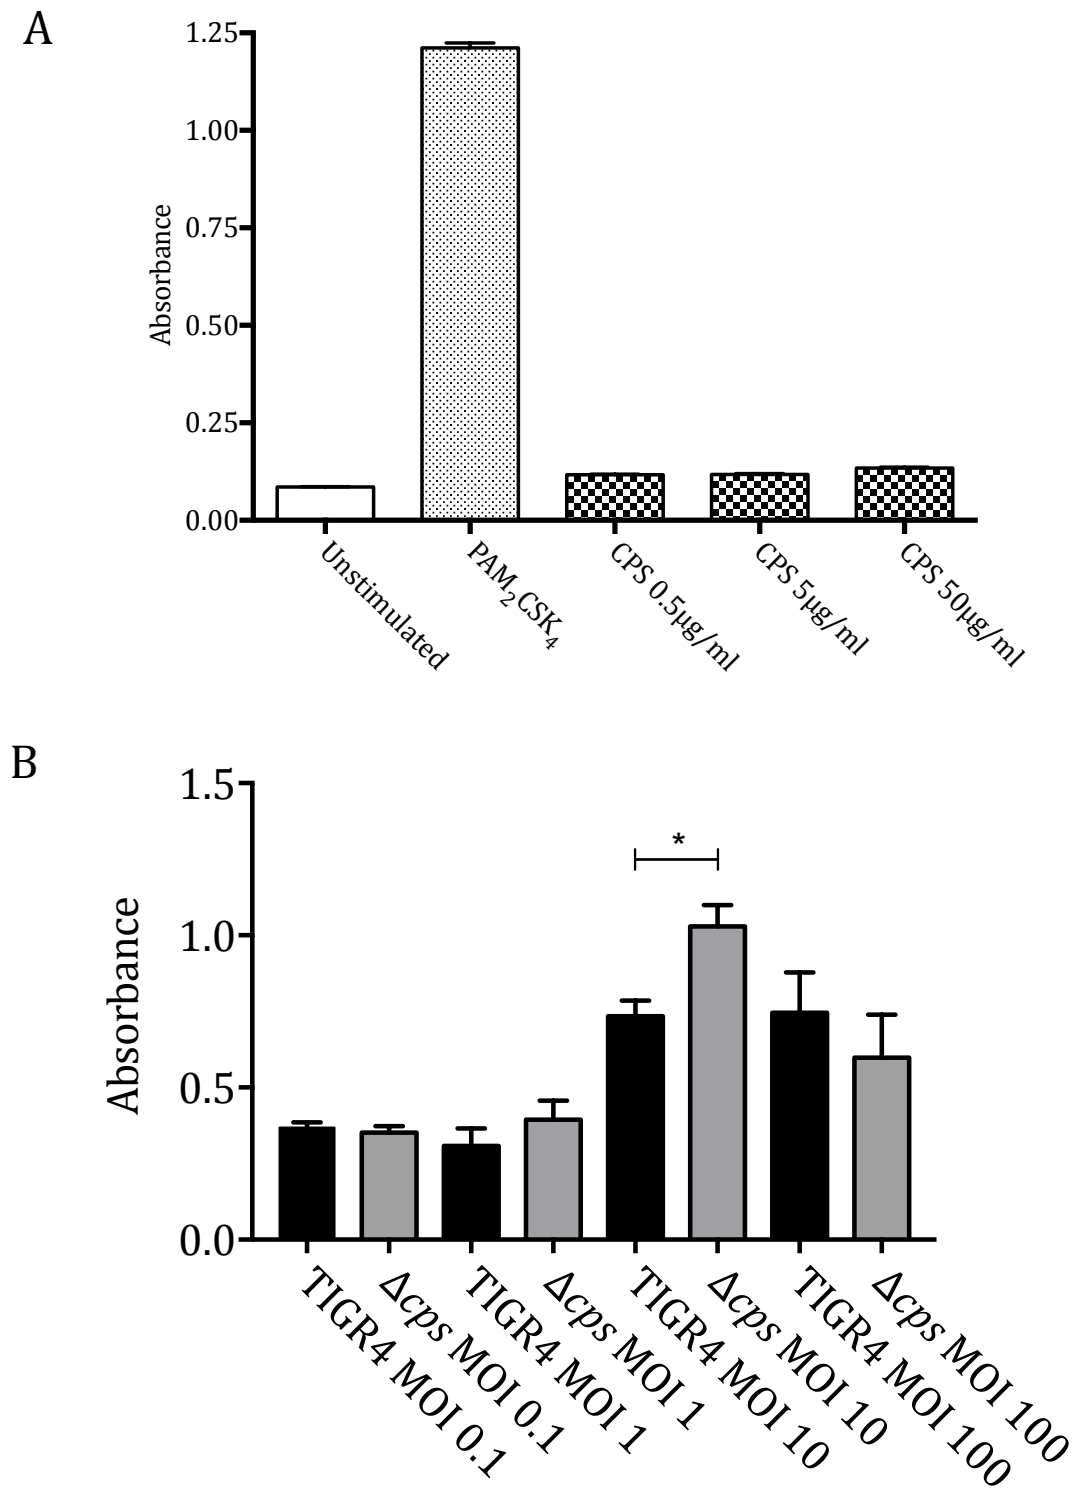 A
1.25
1.00
0.75
0.50
0.25
0.00
Absorbance
Unstimulated
PAM₂CSK₄
CPS 0.5µg/ml
CPS 5µg/ml
CPS 50µg/ml
B
1.5
1.0
0.5
0.0
Absorbance
*
TIGR4 MOI 0.1
Δcps MOI 0.1
TIGR4 MOI 1
Δcps MOI 1
TIGR4 MOI 10
Δcps MOI 10
TIGR4 MOI 100
Δcps MOI 100